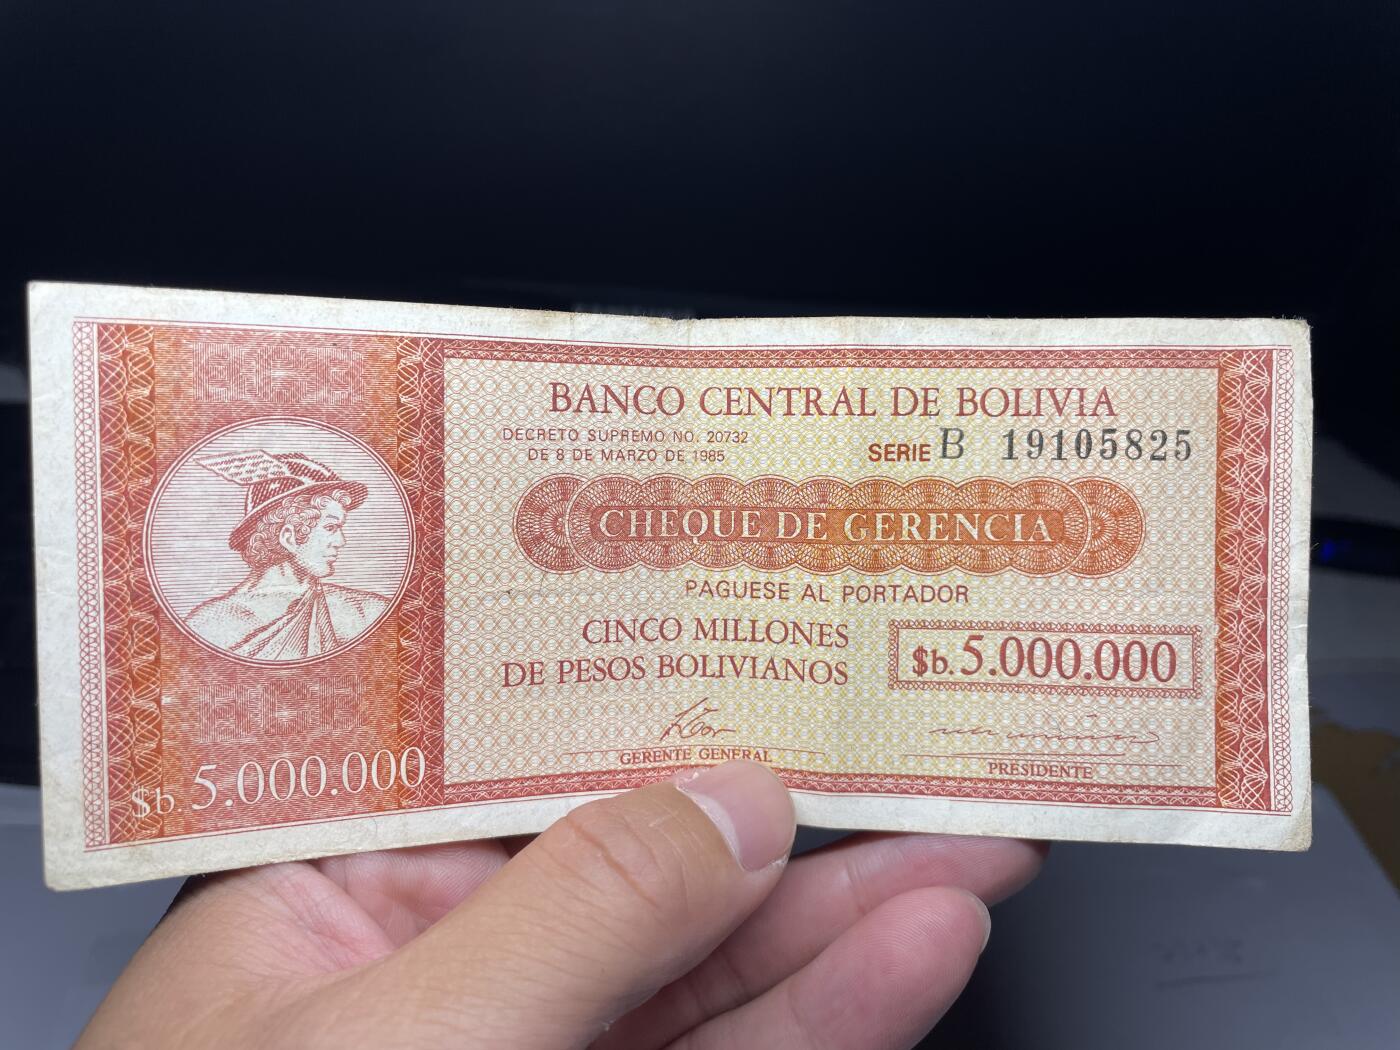 BANCO CENTRAL DE BOLIVIA
DECRETO SUPREMO NO. 20732
DE 8 DE MARZO DE 1985
SERIE B 19105825
CHEQUE DE GERENCIA
PAGUESE AL PORTADOR
CINCO MILLONES
DE PESOS BOLIVIANOS
$b. 5.000.000
GERENTE GENERAL
PRESIDENTE
$b. 5.000.000